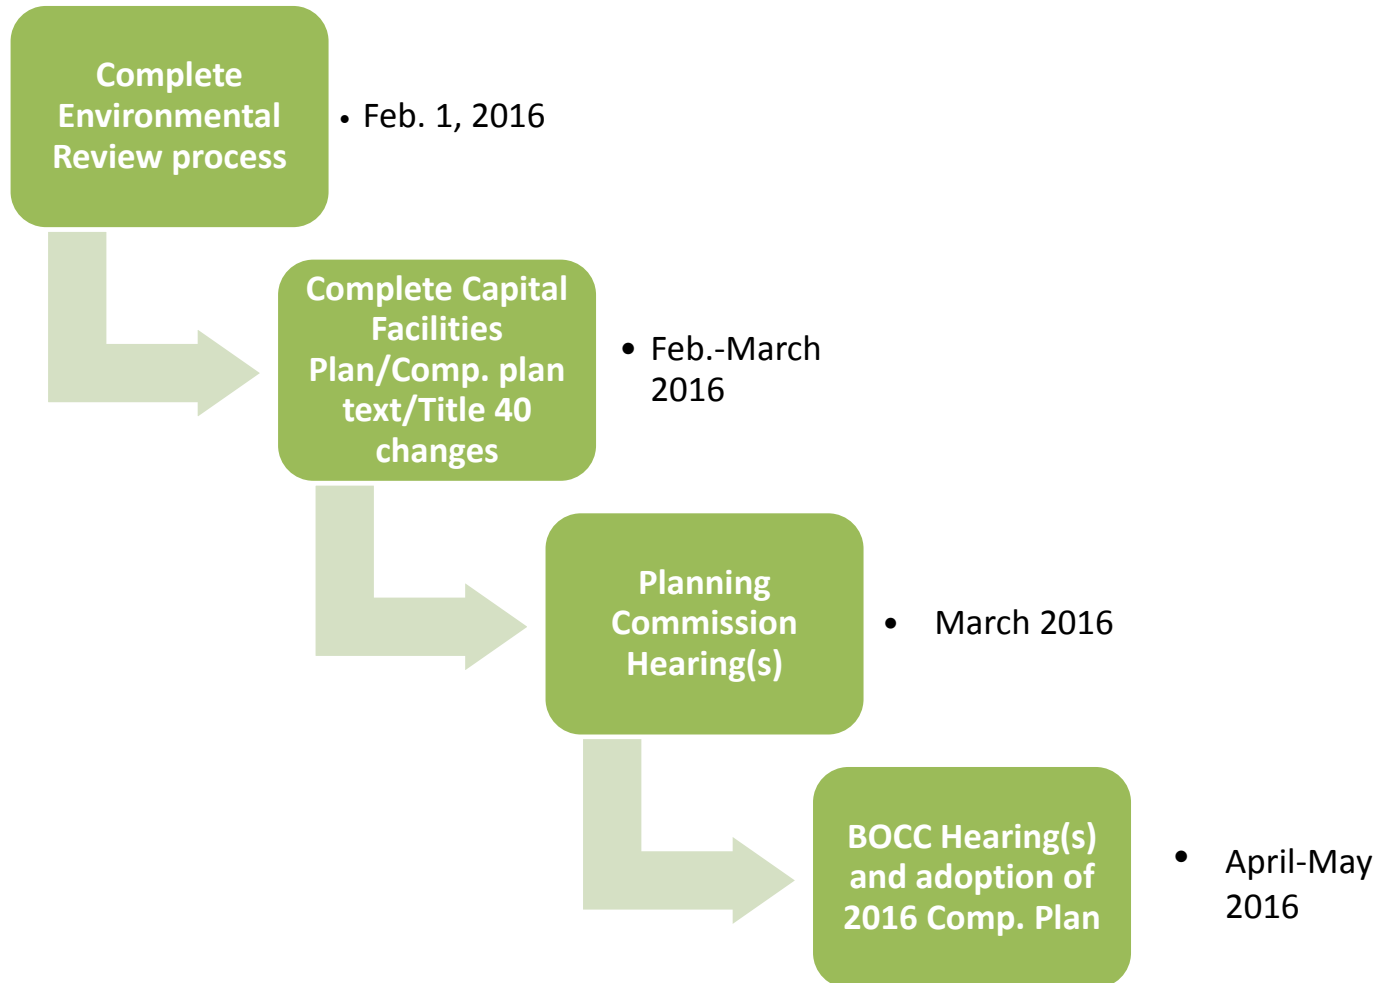 Complete
Environmental
Review process
• Feb. 1, 2016
Complete Capital
Facilities
Plan/Comp. plan
text/Title 40
changes
• Feb.-March
2016
Planning
Commission
Hearing(s)
• March 2016
BOCC Hearing(s)
and adoption of
2016 Comp. Plan
• April-May
2016